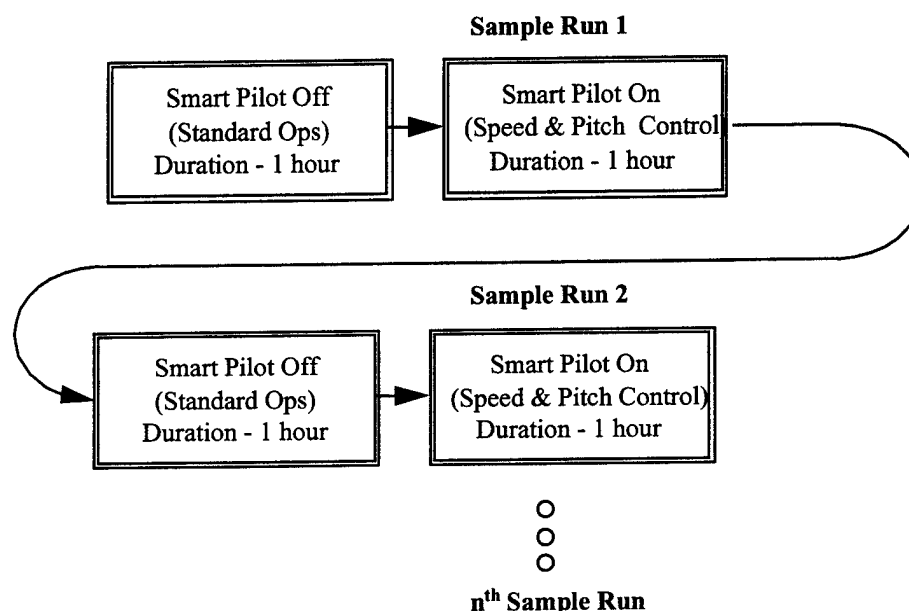 Sample Run 1
Smart Pilot Off
(Standard Ops)
Duration - 1 hour
Smart Pilot On
(Speed & Pitch Control
Duration - 1 hour
Sample Run 2
Smart Pilot Off
(Standard Ops)
Duration - 1 hour
Smart Pilot On
(Speed & Pitch Control)
Duration - 1 hour
nth Sample Run